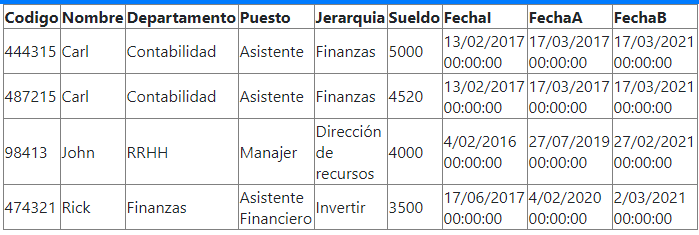 Codigo Nombre Departamento Puesto Jerarquia Sueldo FechaI FechaA FechaB
444315 Carl Contabilidad Asistente Finanzas 5000 13/02/2017 00:00:00 17/03/2017 00:00:00 17/03/2021 00:00:00
487215 Carl Contabilidad Asistente Finanzas 4520 13/02/2017 00:00:00 17/03/2017 00:00:00 17/03/2021 00:00:00
98413 John RRHH Manajer Dirección de recursos 4000 4/02/2016 00:00:00 27/07/2019 00:00:00 27/02/2021 00:00:00
474321 Rick Finanzas Asistente Financiero Invertir 3500 17/06/2017 00:00:00 4/02/2020 00:00:00 2/03/2021 00:00:00